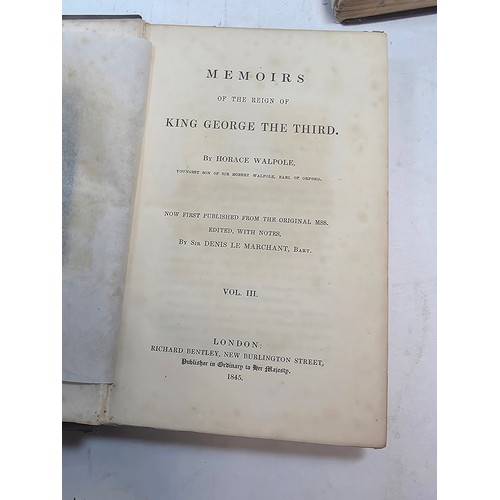 MEMOIRS
OF THE REIGN OF
KING GEORGE THE THIRD.
BY HORACE WALPOLE,
YOUNGEST SON OF SIR ROBERT WALPOLE, EARL OF ORFORD.
NOW FIRST PUBLISHED FROM THE ORIGINAL MSS.
EDITED, WITH NOTES,
BY SIR DENIS LE MARCHANT, BART.
VOL. III.
LONDON:
RICHARD BENTLEY, NEW BURLINGTON STREET,
Publisher in Ordinary to Her Majesty.
1845.